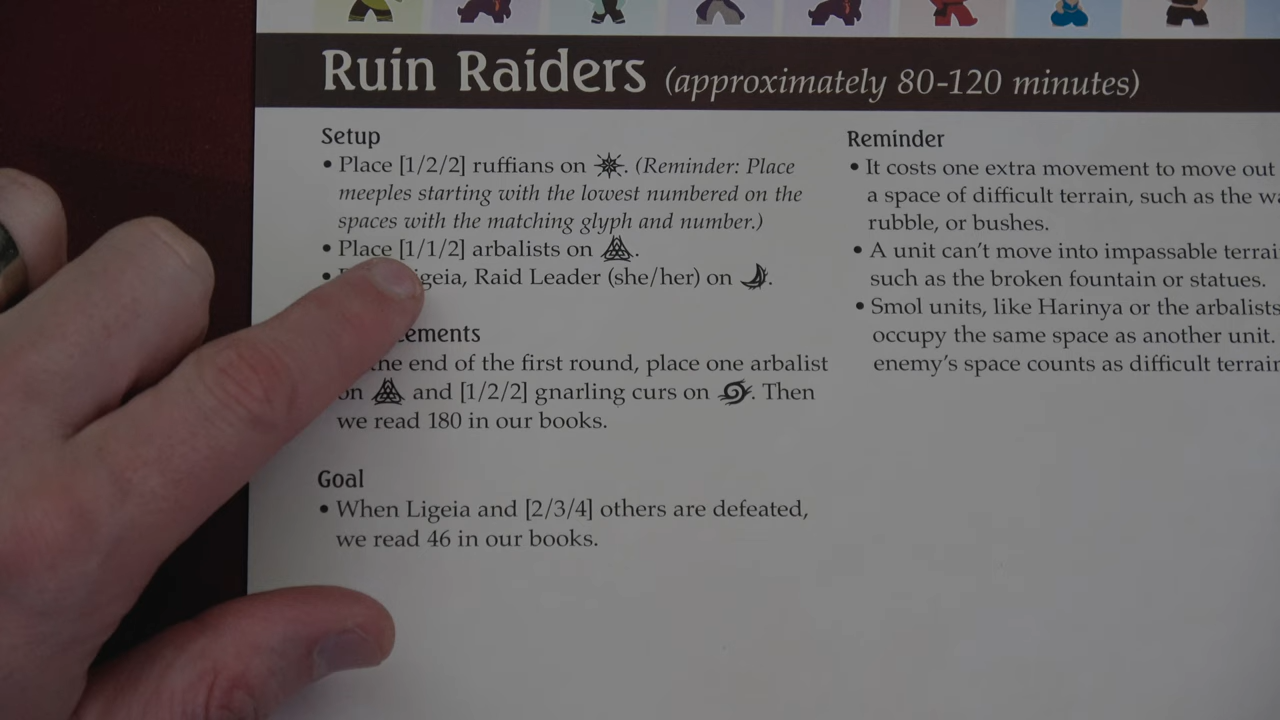 Ruin Raiders (approximately 80-120 minutes)
Setup
• Place [1/2/2] ruffians on . (Reminder: Place
meeples starting with the lowest numbered on the
spaces with the matching glyph and number.)
• Place [1/1/2] arbalists on .
• Ligeia, Raid Leader (she/her) on .
the end of the first round, place one arbalist
on and [1/2/2] gnarling curs on . Then
we read 180 in our books.
Goal
• When Ligeia and [2/3/4] others are defeated,
we read 46 in our books.
Reminder
• It costs one extra movement to move out
a space of difficult terrain, such as the
rubble, or bushes.
• A unit can't move into impassable
such as the broken fountain or statues.
• Smol units, like Harinya or the arbalists
occupy the same space as another unit.
enemy's space counts as difficult